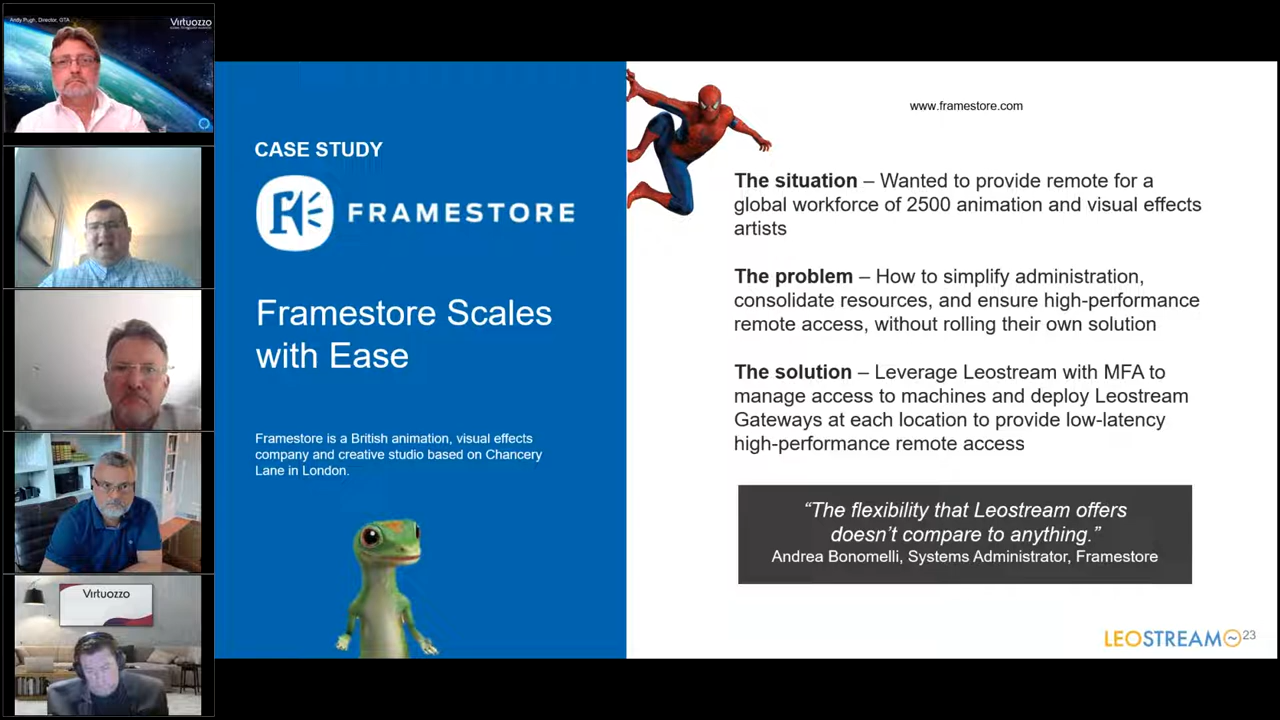 Andy Pugh, Director, GTA
Virtuozzo
Virtuozzo
CASE STUDY
FRAMESTORE
Framestore Scales
with Ease
Framestore is a British animation, visual effects
company and creative studio based on Chancery
Lane in London.
www.framestore.com
The situation – Wanted to provide remote for a
global workforce of 2500 animation and visual effects
artists
The problem – How to simplify administration,
consolidate resources, and ensure high-performance
remote access, without rolling their own solution
The solution – Leverage Leostream with MFA to
manage access to machines and deploy Leostream
Gateways at each location to provide low-latency
high-performance remote access
“The flexibility that Leostream offers
doesn’t compare to anything.”
Andrea Bonomelli, Systems Administrator, Framestore
LEOSTREAM 23